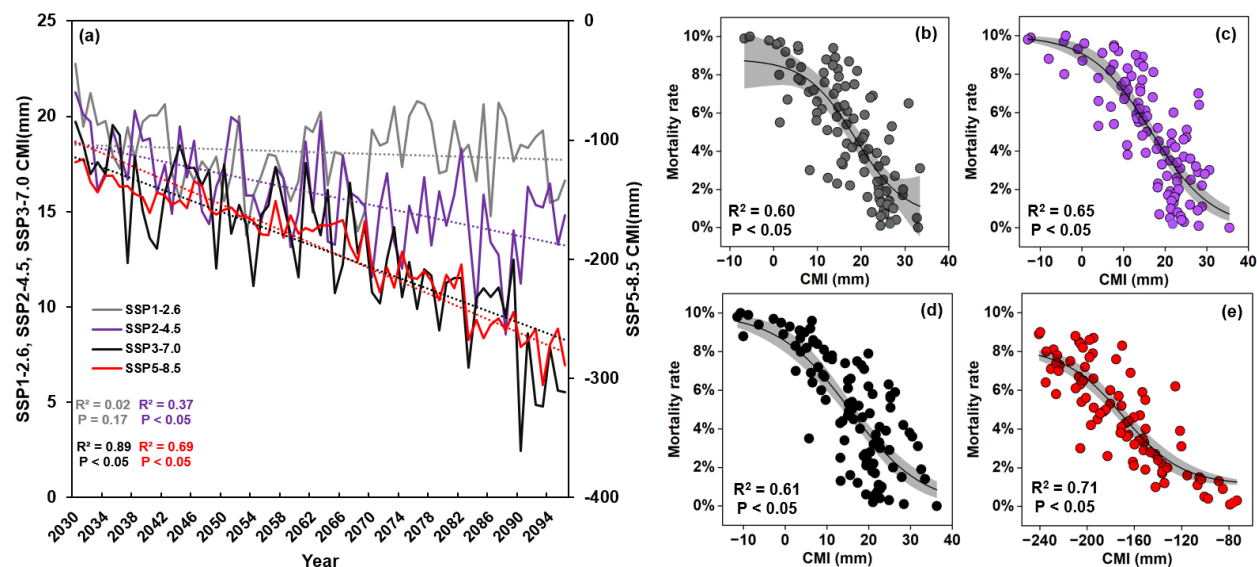 (a)
25
20
15
10
5
0
SSP1-2.6, SSP2-4.5, SSP3-7.0 CMI(mm)
0
-100
-200
-300
-400
SSP5-8.5 CMI(mm)
SSP1-2.6
SSP2-4.5
SSP3-7.0
SSP5-8.5
R² = 0.02 R² = 0.37
P = 0.17 P < 0.05
R² = 0.89 R² = 0.69
P < 0.05 P < 0.05
2030 2034 2038 2042 2046 2050 2054 2058 2062 2066 2070 2074 2078 2082 2086 2090 2094
Year
(b)
Mortality rate
10%
8%
6%
4%
2%
0%
R² = 0.60
P < 0.05
−10 0 10 20 30 40
CMI (mm)
(c)
Mortality rate
10%
8%
6%
4%
2%
0%
R² = 0.65
P < 0.05
−10 0 10 20 30 40
CMI (mm)
(d)
Mortality rate
10%
8%
6%
4%
2%
0%
R² = 0.61
P < 0.05
−10 0 10 20 30 40
CMI (mm)
(e)
Mortality rate
10%
8%
6%
4%
2%
0%
R² = 0.71
P < 0.05
−240 −200 −160 −120 −80
CMI (mm)